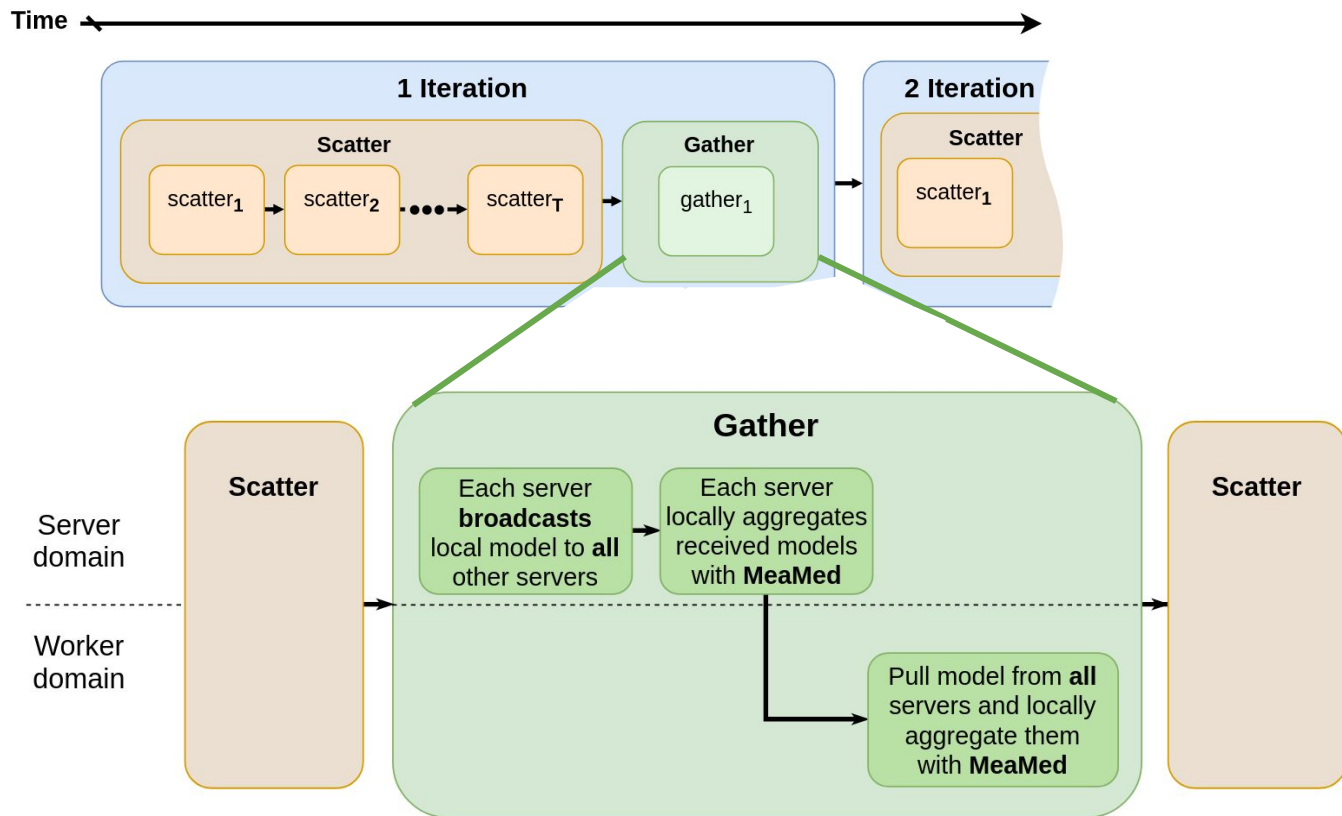 Time
1 Iteration
2 Iteration
Scatter
Gather
Scatter
scatter1
scatter2
scatterT
gather1
scatter1
Gather
Scatter
Each server
broadcasts
local model to all
other servers
Each server
locally aggregates
received models
with MeaMed
Scatter
Server
domain
Worker
domain
Pull model from all
servers and locally
aggregate them
with MeaMed